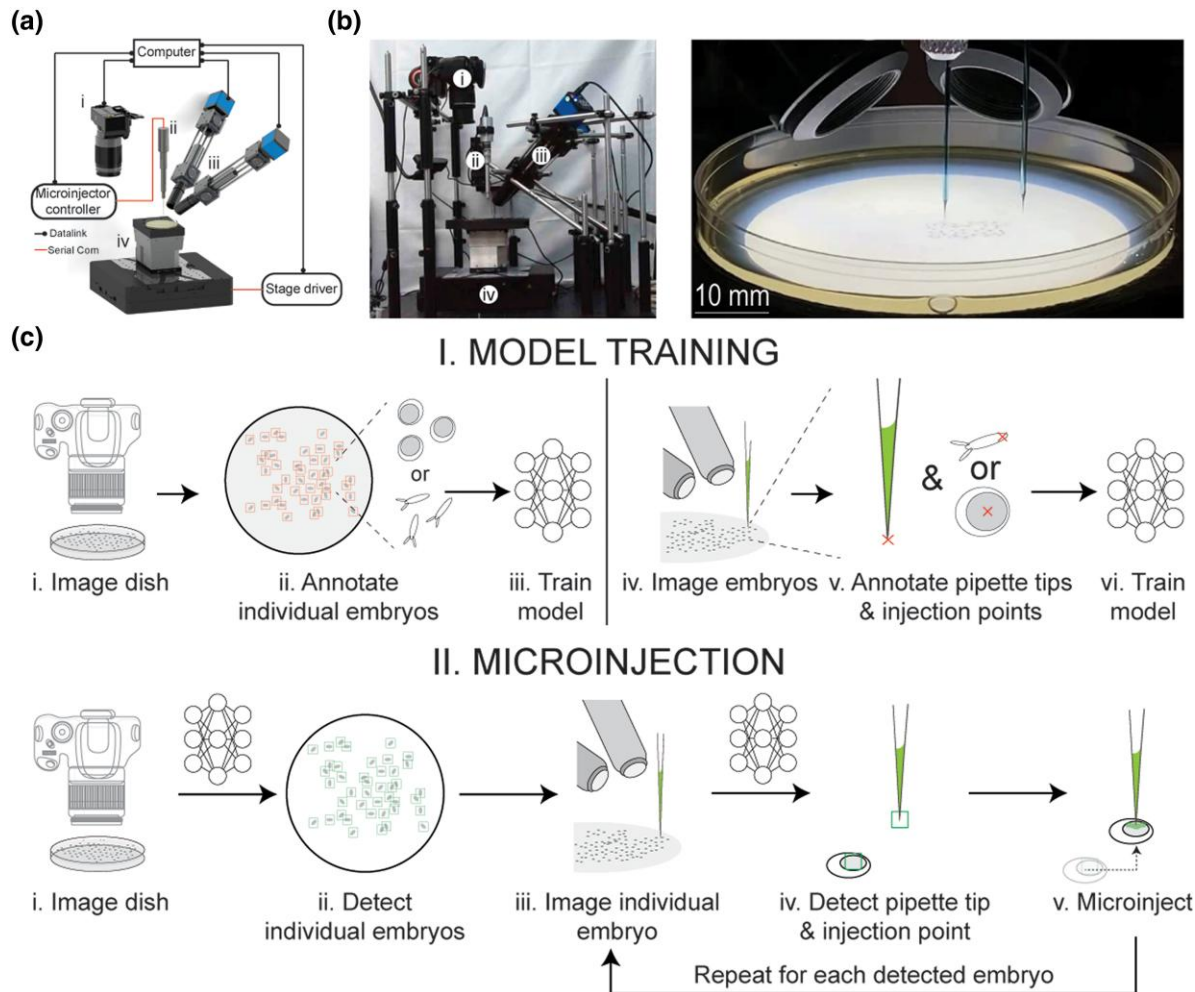 (a)
Computer
i
ii
iii
Microinjector
controller
Datalink
Serial Com
iv
Stage driver
(b)
i
ii
iii
iv
10 mm
(c)
I. MODEL TRAINING
or
& or
i. Image dish
ii. Annotate
individual embryos
iii. Train
model
iv. Image embryos
v. Annotate pipette tips
& injection points
vi. Train
model
II. MICROINJECTION
i. Image dish
ii. Detect
individual embryos
iii. Image individual
embryo
iv. Detect pipette tip
& injection point
v. Microinject
Repeat for each detected embryo